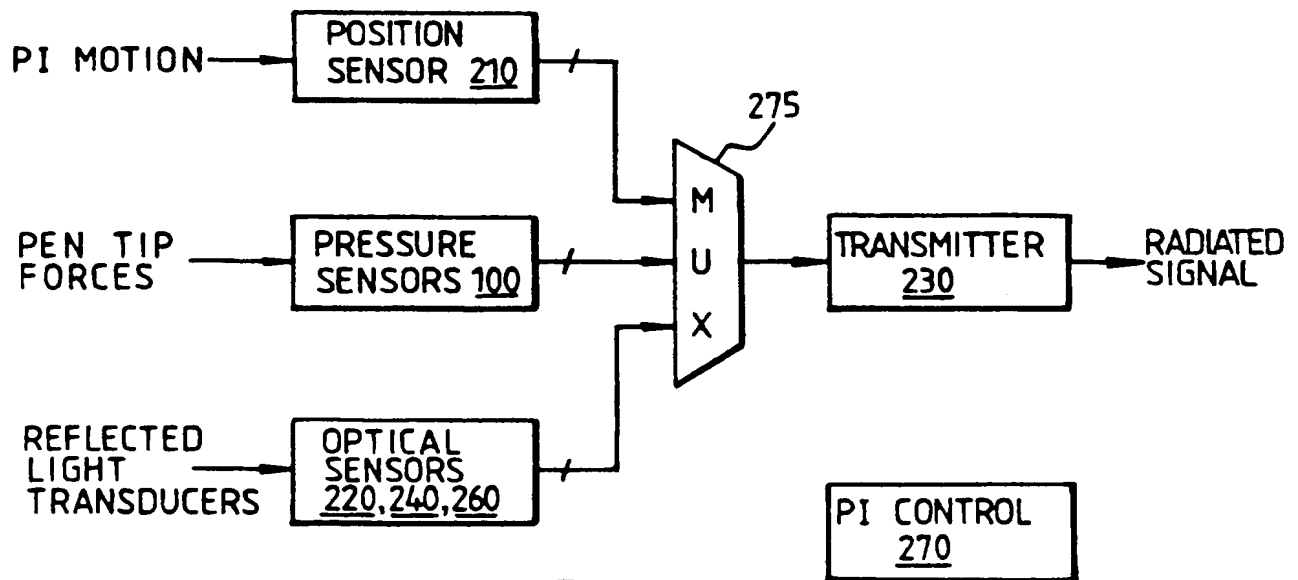 PI MOTION
POSITION
SENSOR 210
275
PEN TIP
FORCES
PRESSURE
SENSORS 100
M
U
X
TRANSMITTER
230
RADIATED
SIGNAL
REFLECTED
LIGHT
TRANSDUCERS
OPTICAL
SENSORS
220, 240, 260
PI CONTROL
270